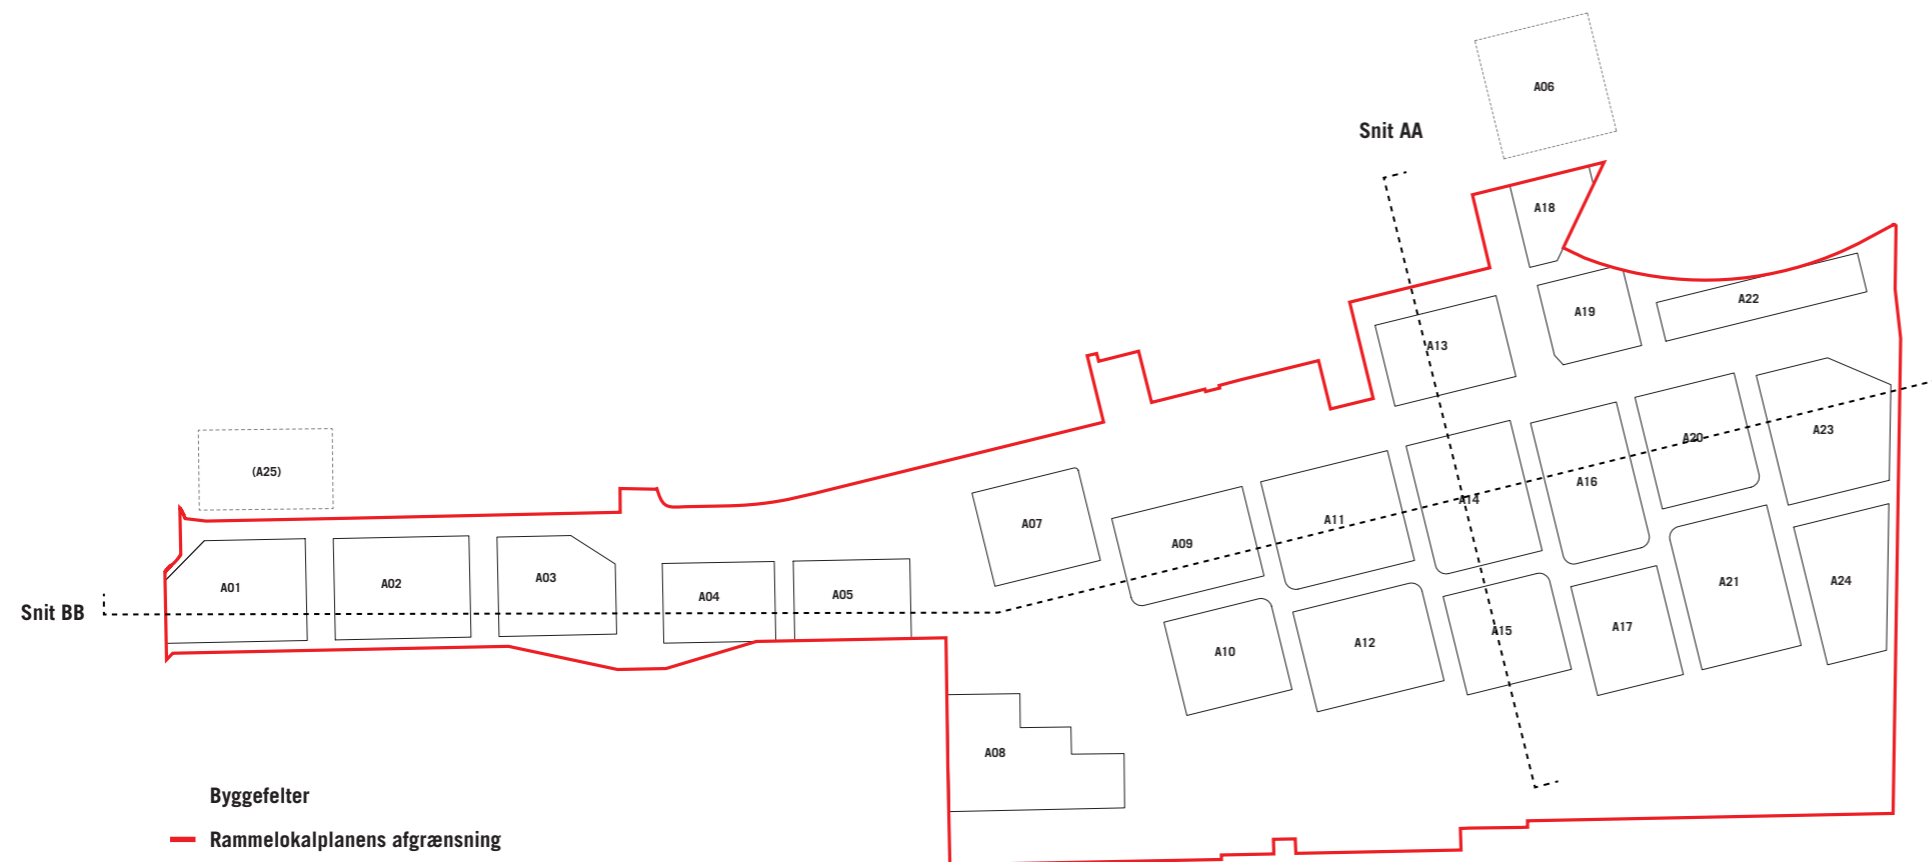 A06
Snit AA
A18
A22
A19
A13
A20
A23
(A25)
A16
A14
A11
A07
A09
A03
A02
A01
A04
A05
Snit BB
A21
A24
A17
A15
A12
A10
A08
Byggefelter
Rammelokalplanens afgrænsning